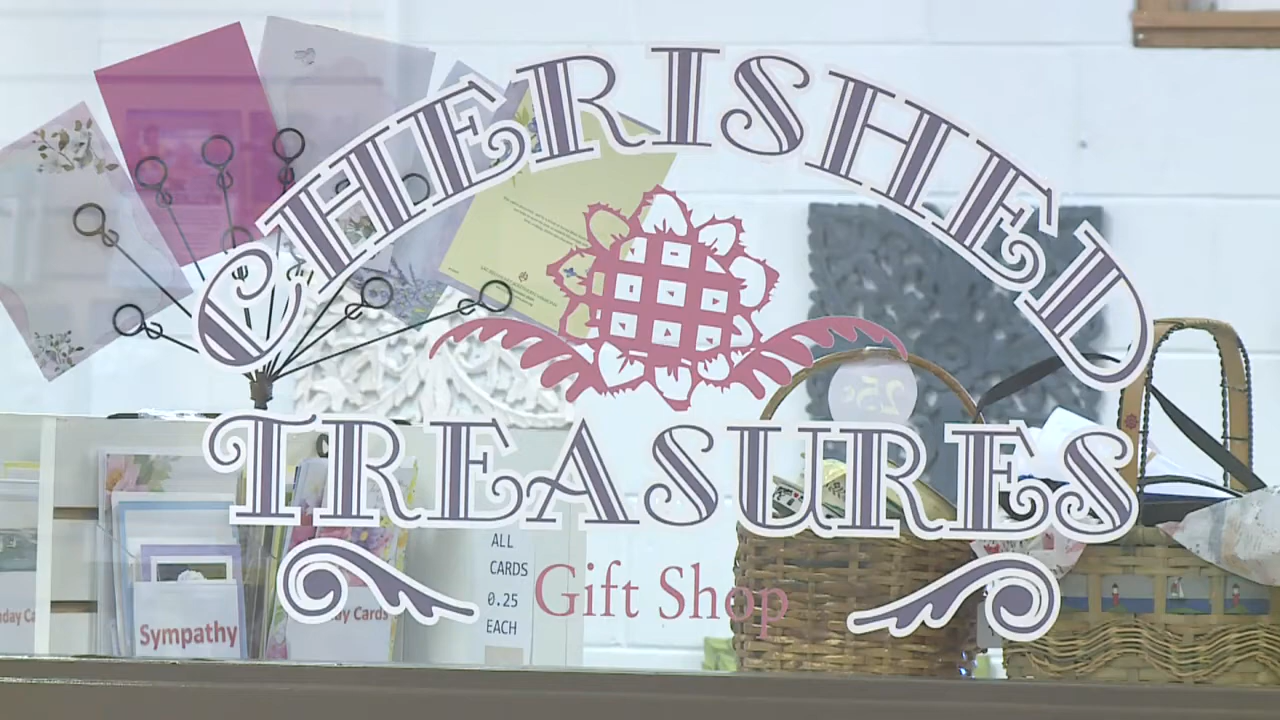 CHERISHED
TREASURES
Gift Shop
25¢
ALL
CARDS
0.25
EACH
Sympathy